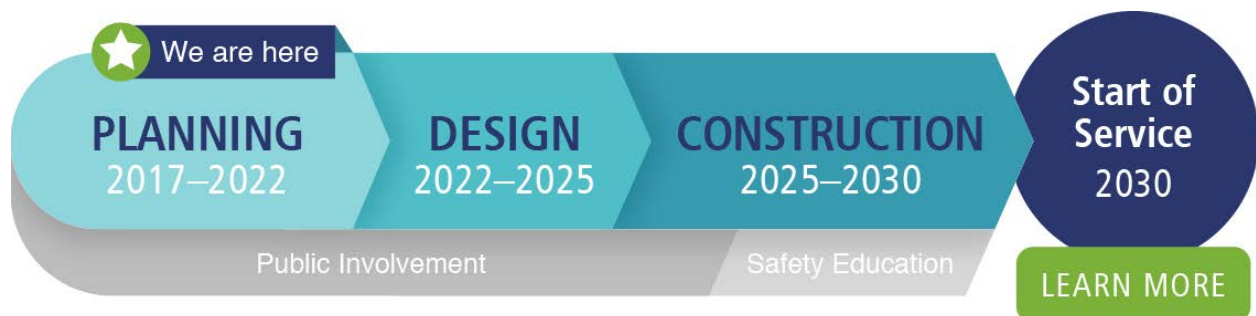 We are here
PLANNING
2017–2022
DESIGN
2022–2025
CONSTRUCTION
2025–2030
Start of
Service
2030
Public Involvement
Safety Education
LEARN MORE